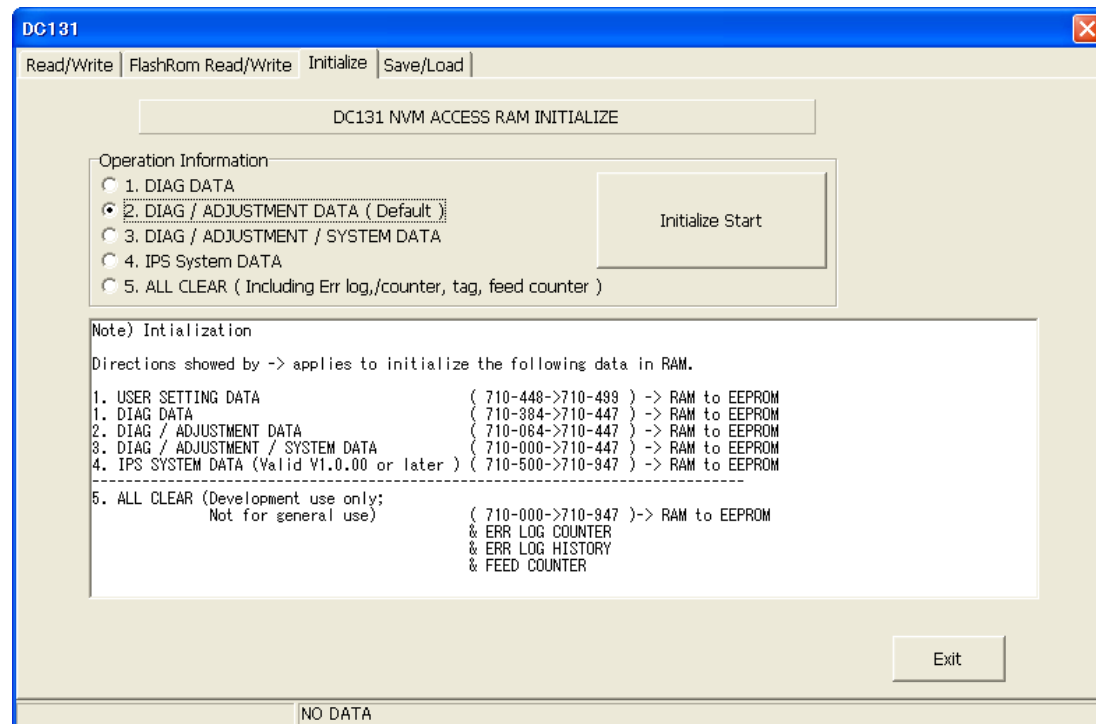 DC131
Read/Write FlashRom Read/Write Initialize Save/Load
DC131 NVM ACCESS RAM INITIALIZE
Operation Information
1. DIAG DATA
2. DIAG / ADJUSTMENT DATA ( Default )
3. DIAG / ADJUSTMENT / SYSTEM DATA
4. IPS System DATA
5. ALL CLEAR ( Including Err log,/counter, tag, feed counter )
Initialize Start
Note) Intialization
Directions showed by -> applies to initialize the following data in RAM.
1. USER SETTING DATA ( 710-448->710-499 ) -> RAM to EEPROM
1. DIAG DATA ( 710-384->710-447 ) -> RAM to EEPROM
2. DIAG / ADJUSTMENT DATA ( 710-064->710-447 ) -> RAM to EEPROM
3. DIAG / ADJUSTMENT / SYSTEM DATA ( 710-000->710-447 ) -> RAM to EEPROM
4. IPS SYSTEM DATA (Valid V1.0.00 or later ) ( 710-500->710-947 ) -> RAM to EEPROM
-------------------------------------------------------------------------------
5. ALL CLEAR (Development use only;
Not for general use) ( 710-000->710-947 )-> RAM to EEPROM
& ERR LOG COUNTER
& ERR LOG HISTORY
& FEED COUNTER
Exit
NO DATA